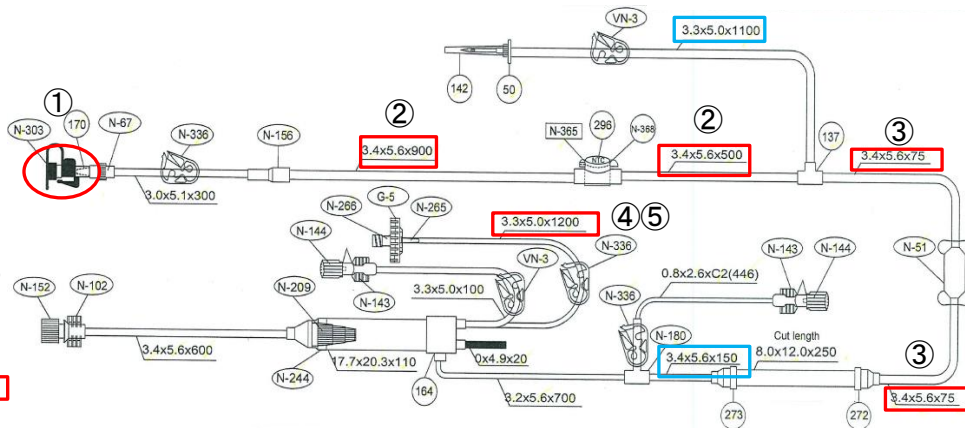 VN-3
3.3x5.0x1100
142
50
①
②
②
③
N-303
170
N-67
N-336
N-156
3.4x5.6x900
N-365
296
N-368
NTC
3.4x5.6x500
137
3.4x5.6x75
3.0x5.1x300
G-5
N-266
N-265
3.3x5.0x1200
④⑤
N-144
N-336
N-143
N-144
N-51
VN-3
0.8x2.6xC2(446)
N-152
N-102
N-209
N-143
3.3x5.0x100
N-336
N-180
Cut length
3.4x5.6x600
17.7x20.3x110
0x4.9x20
3.4x5.6x150
8.0x12.0x250
③
N-244
164
3.2x5.6x700
273
272
3.4x5.6x75